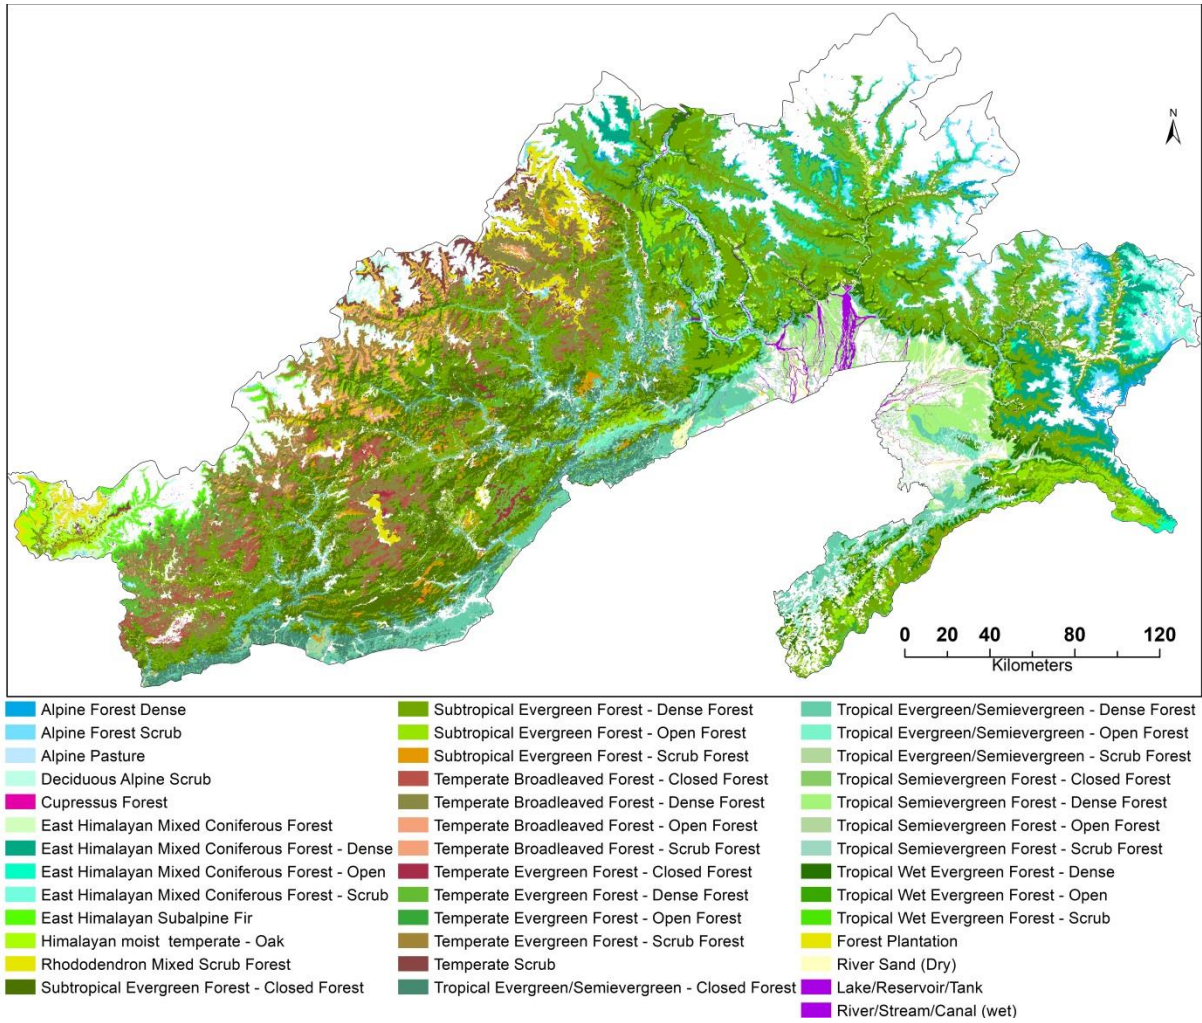 N
0 20 40 80 120
Kilometers
Alpine Forest Dense
Alpine Forest Scrub
Alpine Pasture
Deciduous Alpine Scrub
Cupressus Forest
East Himalayan Mixed Coniferous Forest
East Himalayan Mixed Coniferous Forest - Dense
East Himalayan Mixed Coniferous Forest - Open
East Himalayan Mixed Coniferous Forest - Scrub
East Himalayan Subalpine Fir
Himalayan moist temperate - Oak
Rhododendron Mixed Scrub Forest
Subtropical Evergreen Forest - Closed Forest
Subtropical Evergreen Forest - Dense Forest
Subtropical Evergreen Forest - Open Forest
Subtropical Evergreen Forest - Scrub Forest
Temperate Broadleaved Forest - Closed Forest
Temperate Broadleaved Forest - Dense Forest
Temperate Broadleaved Forest - Open Forest
Temperate Broadleaved Forest - Scrub Forest
Temperate Evergreen Forest - Closed Forest
Temperate Evergreen Forest - Dense Forest
Temperate Evergreen Forest - Open Forest
Temperate Evergreen Forest - Scrub Forest
Temperate Scrub
Tropical Evergreen/Semievergreen - Closed Forest
Tropical Evergreen/Semievergreen - Dense Forest
Tropical Evergreen/Semievergreen - Open Forest
Tropical Evergreen/Semievergreen - Scrub Forest
Tropical Semievergreen Forest - Closed Forest
Tropical Semievergreen Forest - Dense Forest
Tropical Semievergreen Forest - Open Forest
Tropical Semievergreen Forest - Scrub Forest
Tropical Wet Evergreen Forest - Dense
Tropical Wet Evergreen Forest - Open
Tropical Wet Evergreen Forest - Scrub
Forest Plantation
River Sand (Dry)
Lake/Reservoir/Tank
River/Stream/Canal (wet)